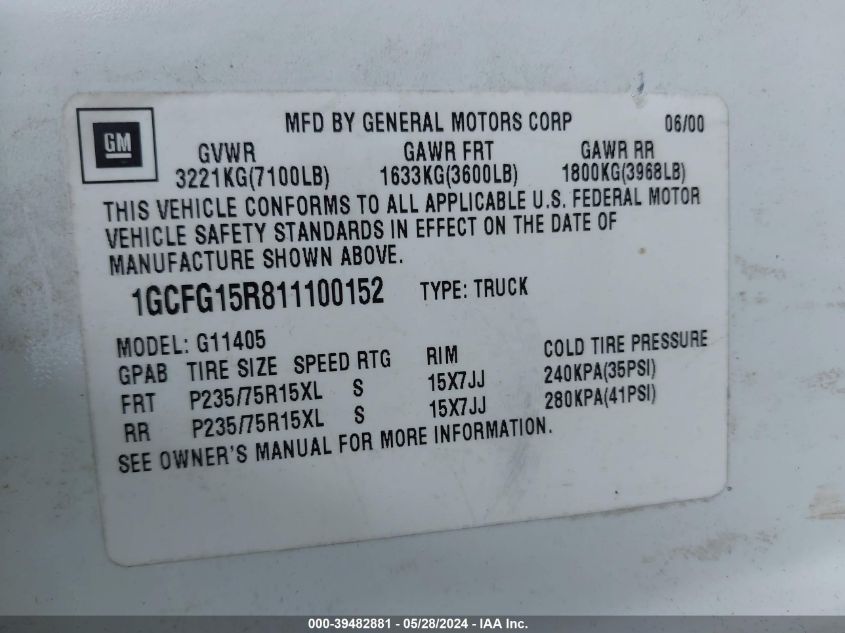 GM
MFD BY GENERAL MOTORS CORP 06/00
GVWR GAWR FRT GAWR RR
3221KG(7100LB) 1633KG(3600LB) 1800KG(3968LB)
THIS VEHICLE CONFORMS TO ALL APPLICABLE U.S. FEDERAL MOTOR
VEHICLE SAFETY STANDARDS IN EFFECT ON THE DATE OF
MANUFACTURE SHOWN ABOVE.
1GCFG15R811100152 TYPE: TRUCK
MODEL: G11405
GPAB TIRE SIZE SPEED RTG RIM COLD TIRE PRESSURE
FRT P235/75R15XL S 15X7JJ 240KPA(35PSI)
RR P235/75R15XL S 15X7JJ 280KPA(41PSI)
SEE OWNER'S MANUAL FOR MORE INFORMATION.
000-39482881 - 05/28/2024 - IAA Inc.